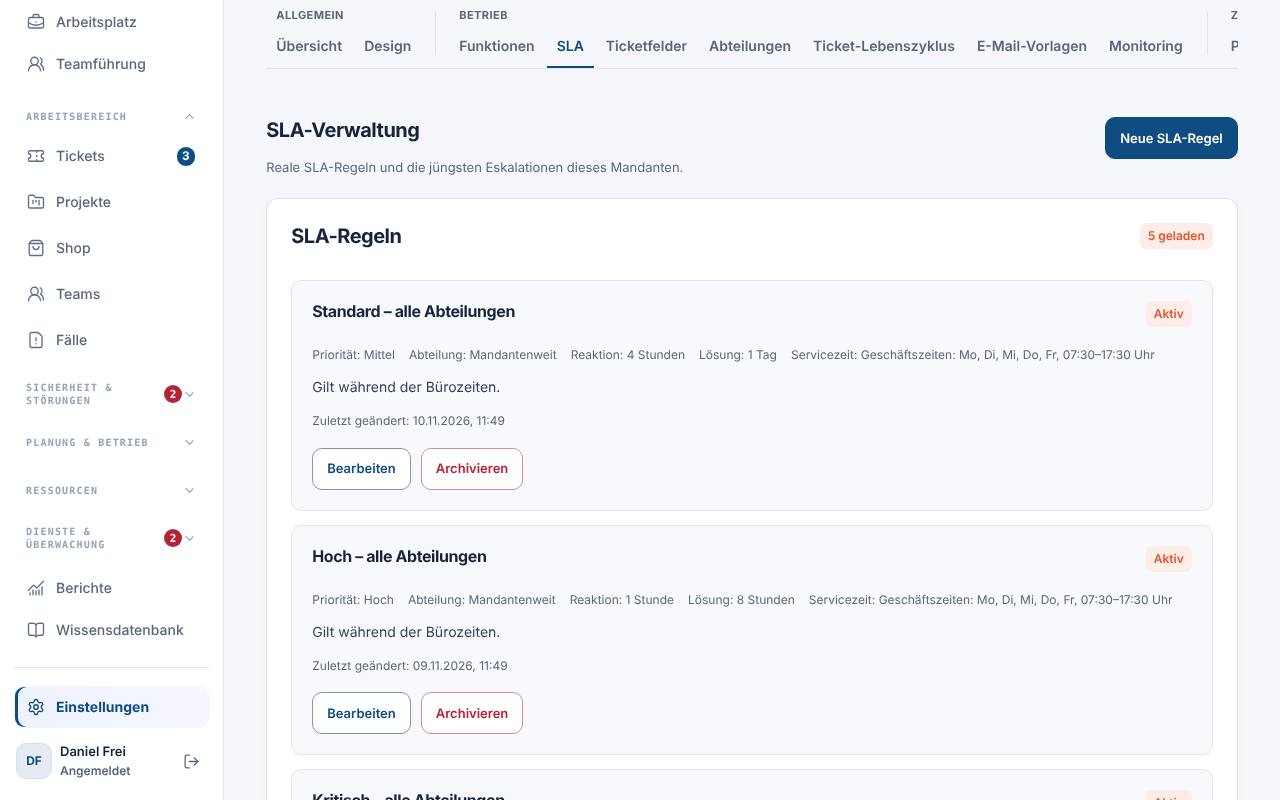 Arbeitsplatz
Teamführung
ARBEITSBEREICH
Tickets 3
Projekte
Shop
Teams
Fälle
SICHERHEIT &
STÖRUNGEN 2
PLANUNG & BETRIEB
RESSOURCEN
DIENSTE &
ÜBERWACHUNG 2
Berichte
Wissensdatenbank
Einstellungen
DF Daniel Frei
Angemeldet
ALLGEMEIN BETRIEB Z
Übersicht Design Funktionen SLA Ticketfelder Abteilungen Ticket-Lebenszyklus E-Mail-Vorlagen Monitoring
SLA-Verwaltung
Neue SLA-Regel
Reale SLA-Regeln und die jüngsten Eskalationen dieses Mandanten.
SLA-Regeln 5 geladen
Standard – alle Abteilungen Aktiv
Priorität: Mittel Abteilung: Mandantenweit Reaktion: 4 Stunden Lösung: 1 Tag Servicezeit: Geschäftszeiten: Mo, Di, Mi, Do, Fr, 07:30–17:30 Uhr
Gilt während der Bürozeiten.
Zuletzt geändert: 10.11.2026, 11:49
Bearbeiten Archivieren
Hoch – alle Abteilungen Aktiv
Priorität: Hoch Abteilung: Mandantenweit Reaktion: 1 Stunde Lösung: 8 Stunden Servicezeit: Geschäftszeiten: Mo, Di, Mi, Do, Fr, 07:30–17:30 Uhr
Gilt während der Bürozeiten.
Zuletzt geändert: 09.11.2026, 11:49
Bearbeiten Archivieren
Kritisch – alle Abteilungen Aktiv